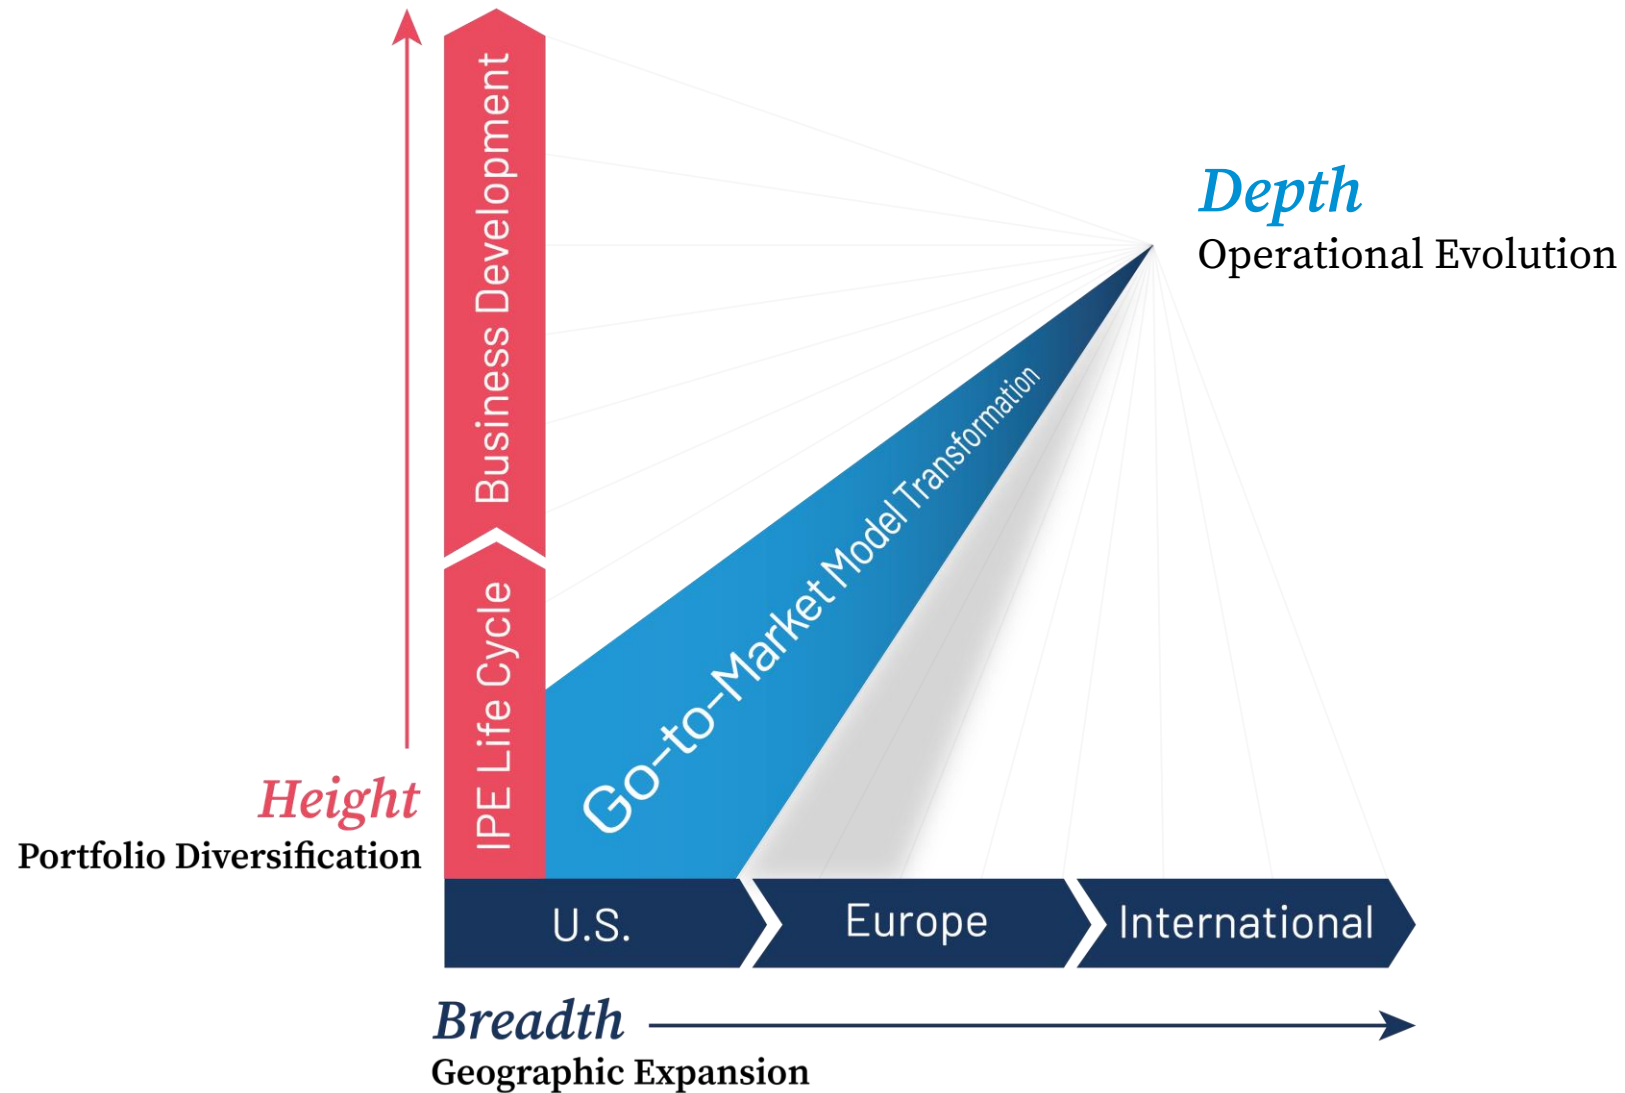 Business Development
IPE Life Cycle
Height
Portfolio Diversification
Depth
Operational Evolution
Go-to-Market Model Transformation
U.S.
Europe
International
Breadth
Geographic Expansion